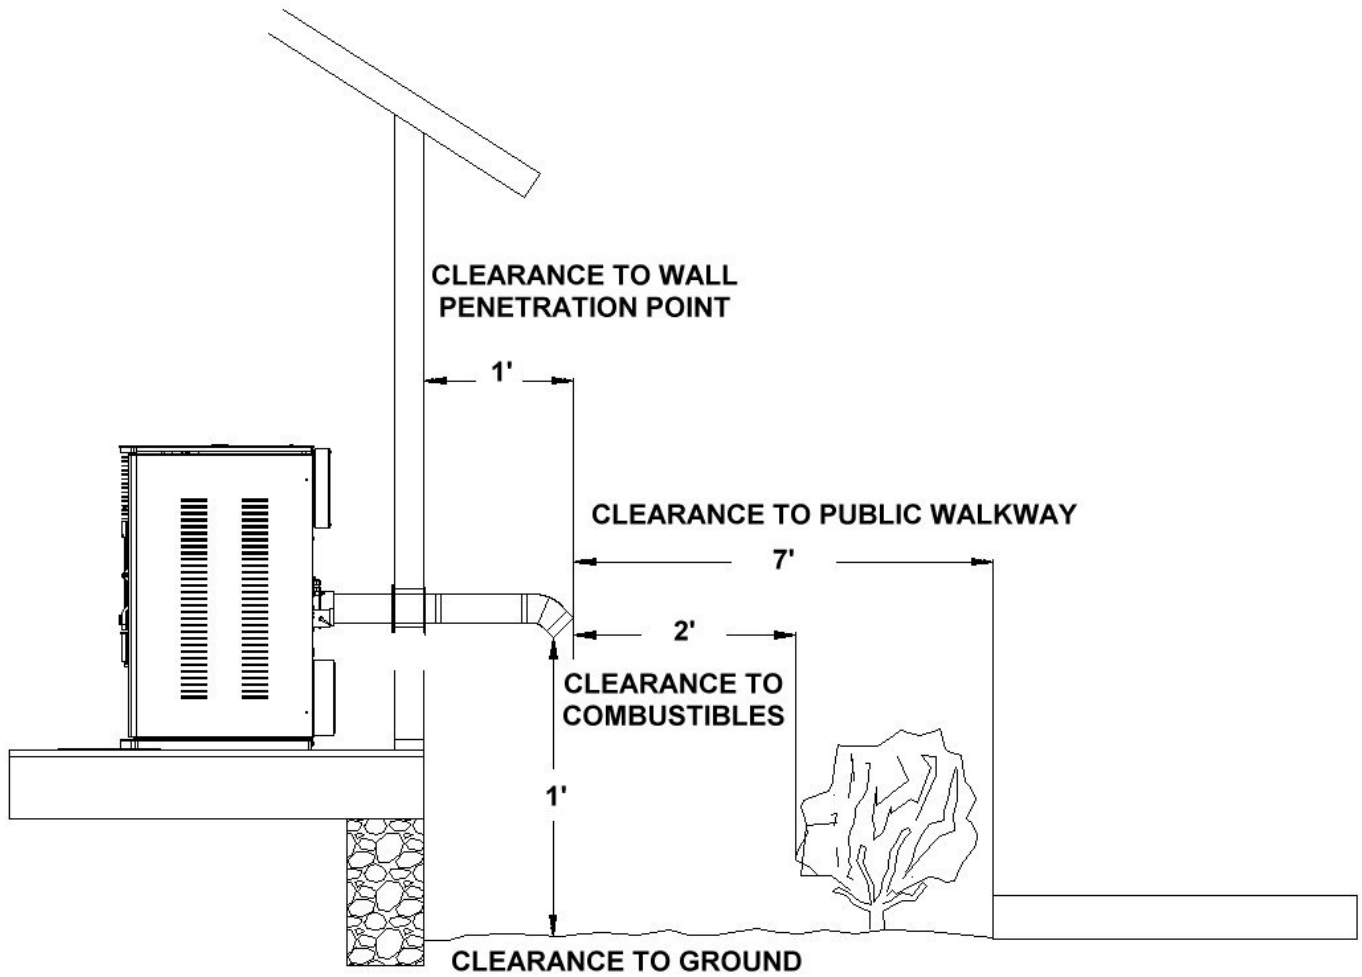 CLEARANCE TO WALL
PENETRATION POINT
1'
CLEARANCE TO PUBLIC WALKWAY
7'
2'
CLEARANCE TO
COMBUSTIBLES
1'
CLEARANCE TO GROUND